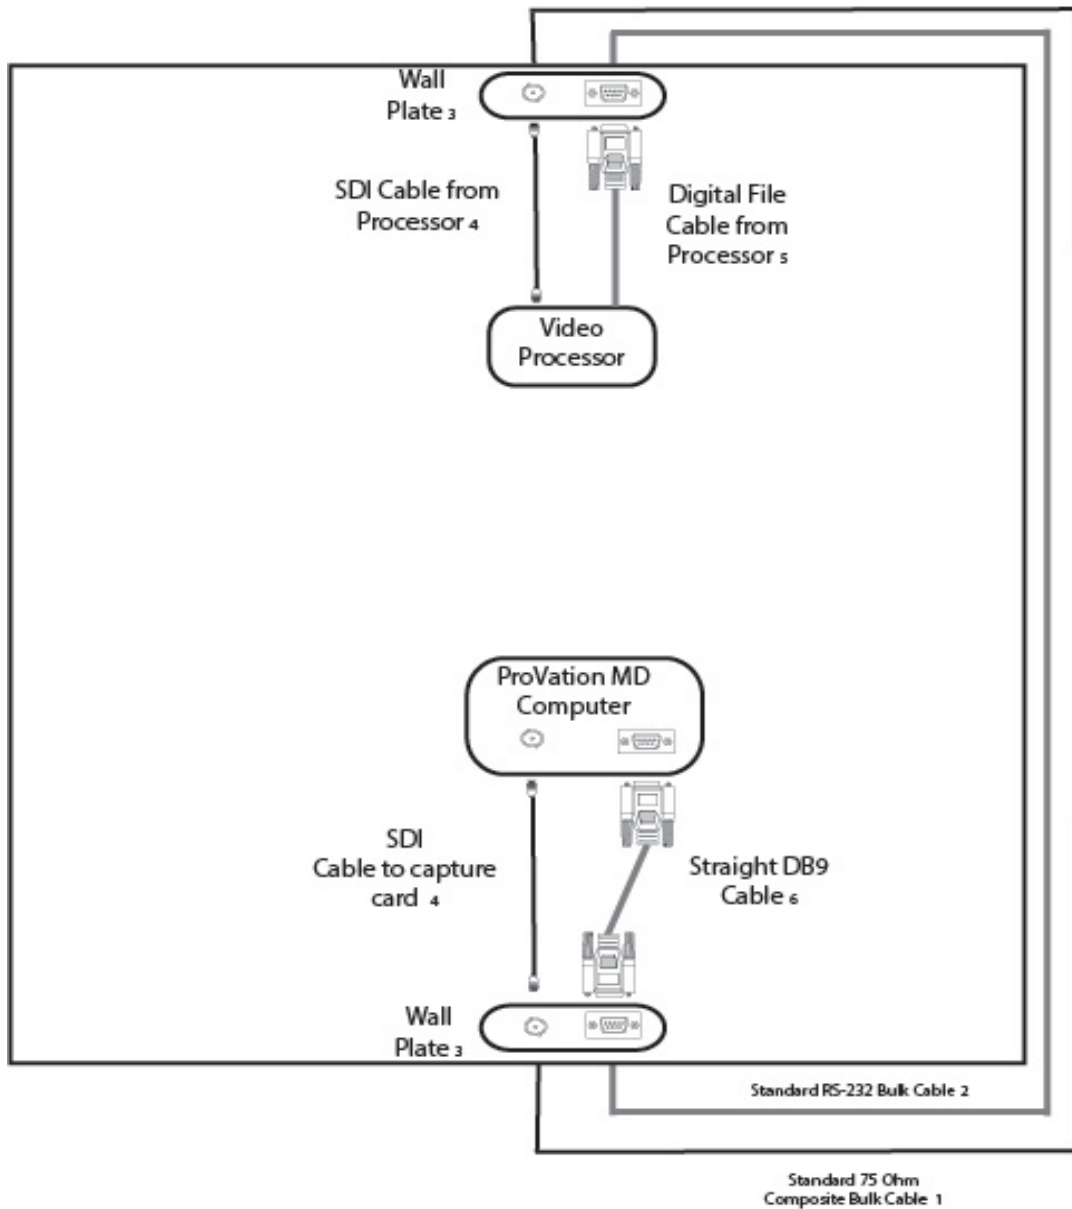 Wall
Plate 3
SDI Cable from
Processor 4
Digital File
Cable from
Processor 5
Video
Processor
ProVation MD
Computer
SDI
Cable to capture
card 4
Straight DB9
Cable 6
Wall
Plate 3
Standard RS-232 Bulk Cable 2
Standard 75 Ohm
Composite Bulk Cable 1